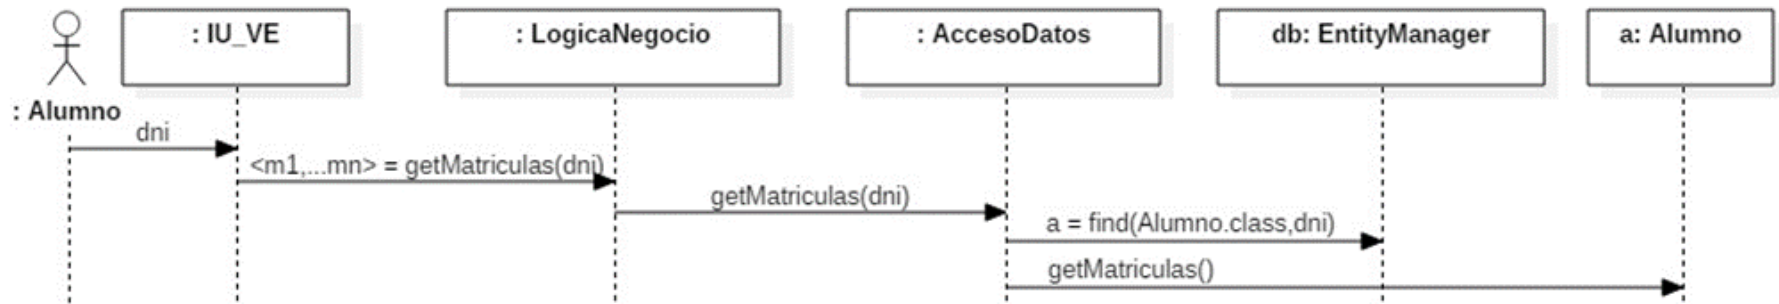 : IU_VE
: LogicaNegocio
: AccesoDatos
db: EntityManager
a: Alumno
: Alumno
dni
<m1,...mn> = getMatriculas(dni)
getMatriculas(dni)
a = find(Alumno.class,dni)
getMatriculas()